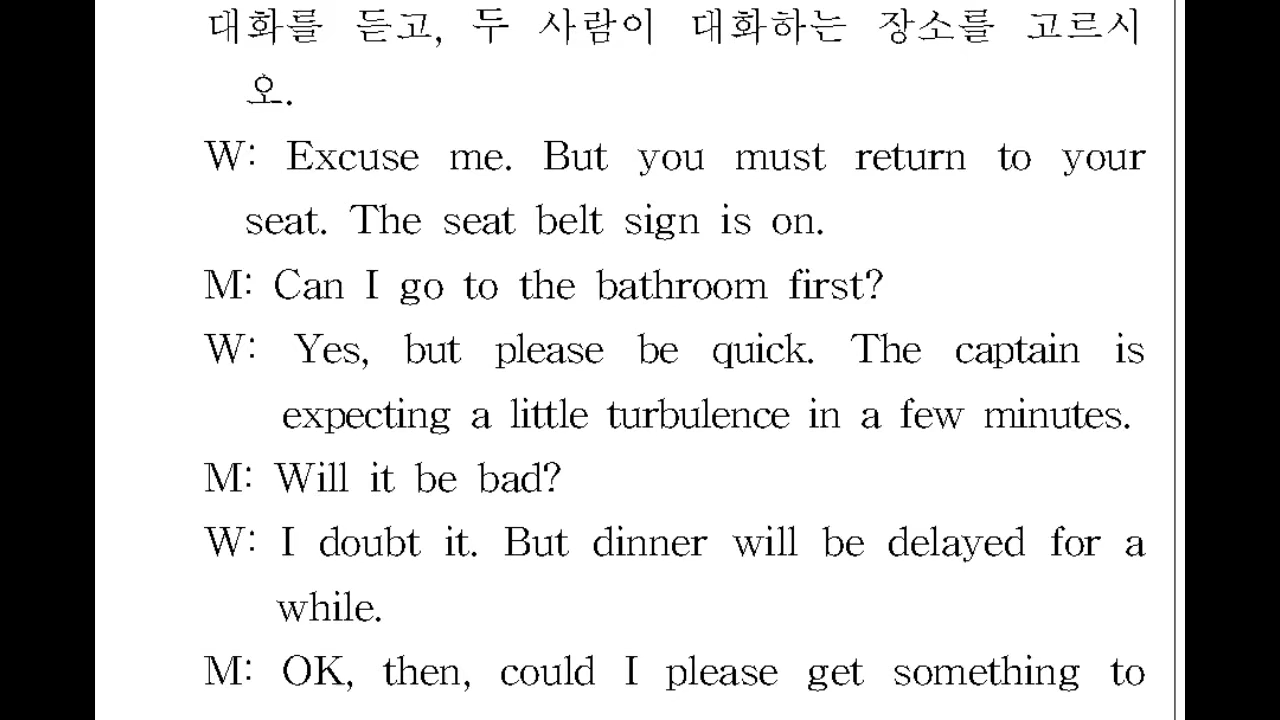 대화를 듣고, 두 사람이 대화하는 장소를 고르시
오.
W: Excuse me. But you must return to your
seat. The seat belt sign is on.
M: Can I go to the bathroom first?
W: Yes, but please be quick. The captain is
expecting a little turbulence in a few minutes.
M: Will it be bad?
W: I doubt it. But dinner will be delayed for a
while.
M: OK, then, could I please get something to